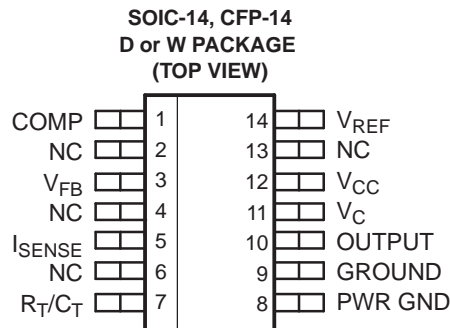 SOIC-14, CFP-14
D or W PACKAGE
(TOP VIEW)
COMP 1 14 VREF
NC 2 13 NC
VFB 3 12 VCC
NC 4 11 VC
ISENSE 5 10 OUTPUT
NC 6 9 GROUND
RT/CT 7 8 PWR GND